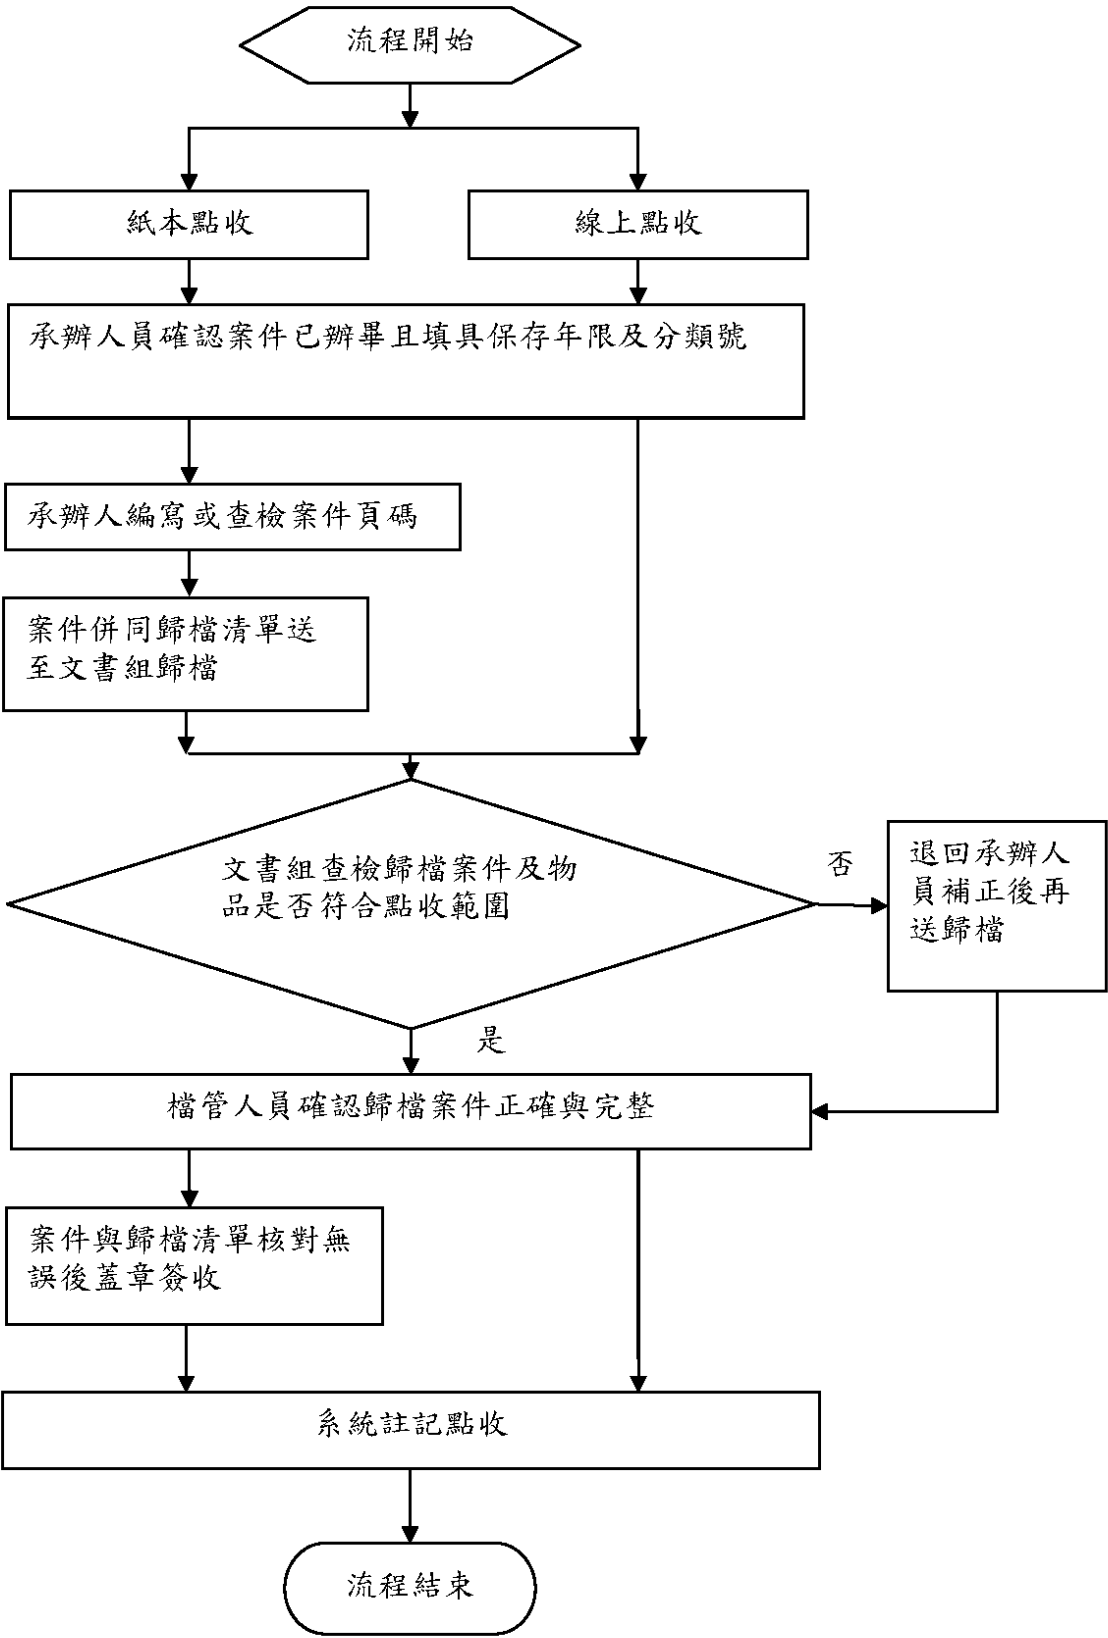 流程開始
紙本點收
線上點收
承辦人員確認案件已辦畢且填具保存年限及分類號
承辦人編寫或查檢案件頁碼
案件併同歸檔清單送
至文書組歸檔
文書組查檢歸檔案件及物
品是否符合點收範圍
否
退回承辦人
員補正後再
送歸檔
是
檔管人員確認歸檔案件正確與完整
案件與歸檔清單核對無
誤後蓋章簽收
系統註記點收
流程結束